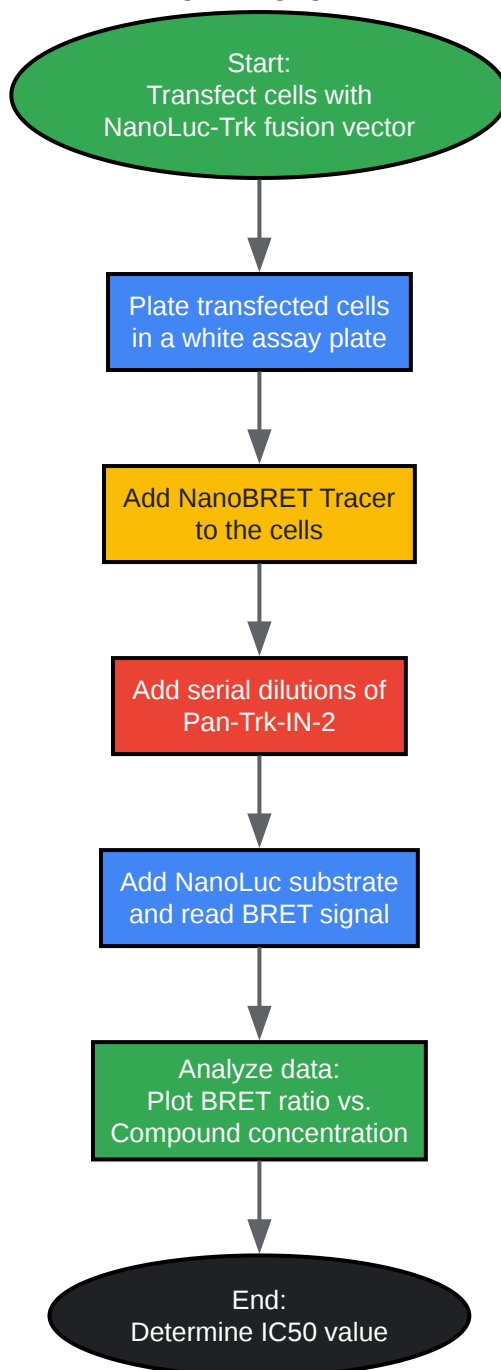 Start:
Transfect cells with
NanoLuc-Trk fusion vector
Plate transfected cells
in a white assay plate
Add NanoBRET Tracer
to the cells
Add serial dilutions of
Pan-Trk-IN-2
Add NanoLuc substrate
and read BRET signal
Analyze data:
Plot BRET ratio vs.
Compound concentration
End:
Determine IC50 value